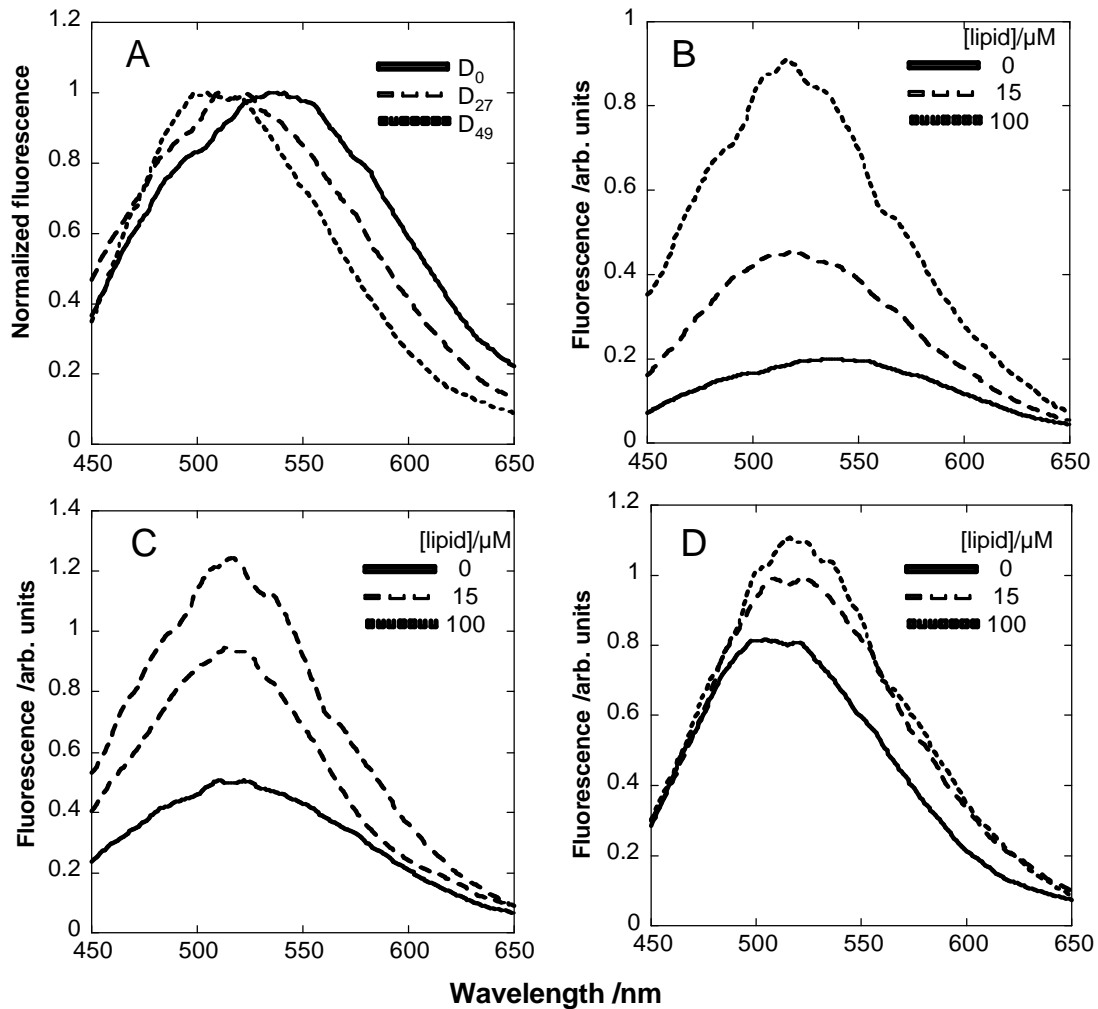 A
D0
D27
D49
Normalized fluorescence
1
0.8
0.6
0.4
0.2
0
450 500 550 600 650
B
[lipid]/µM
0
15
100
Fluorescence /arb. units
1
0.8
0.6
0.4
0.2
0
450 500 550 600 650
C
[lipid]/µM
0
15
100
Fluorescence /arb. units
1.4
1.2
1
0.8
0.6
0.4
0.2
0
450 500 550 600 650
D
[lipid]/µM
0
15
100
Fluorescence /arb. units
1.2
1
0.8
0.6
0.4
0.2
0
450 500 550 600 650
Wavelength /nm